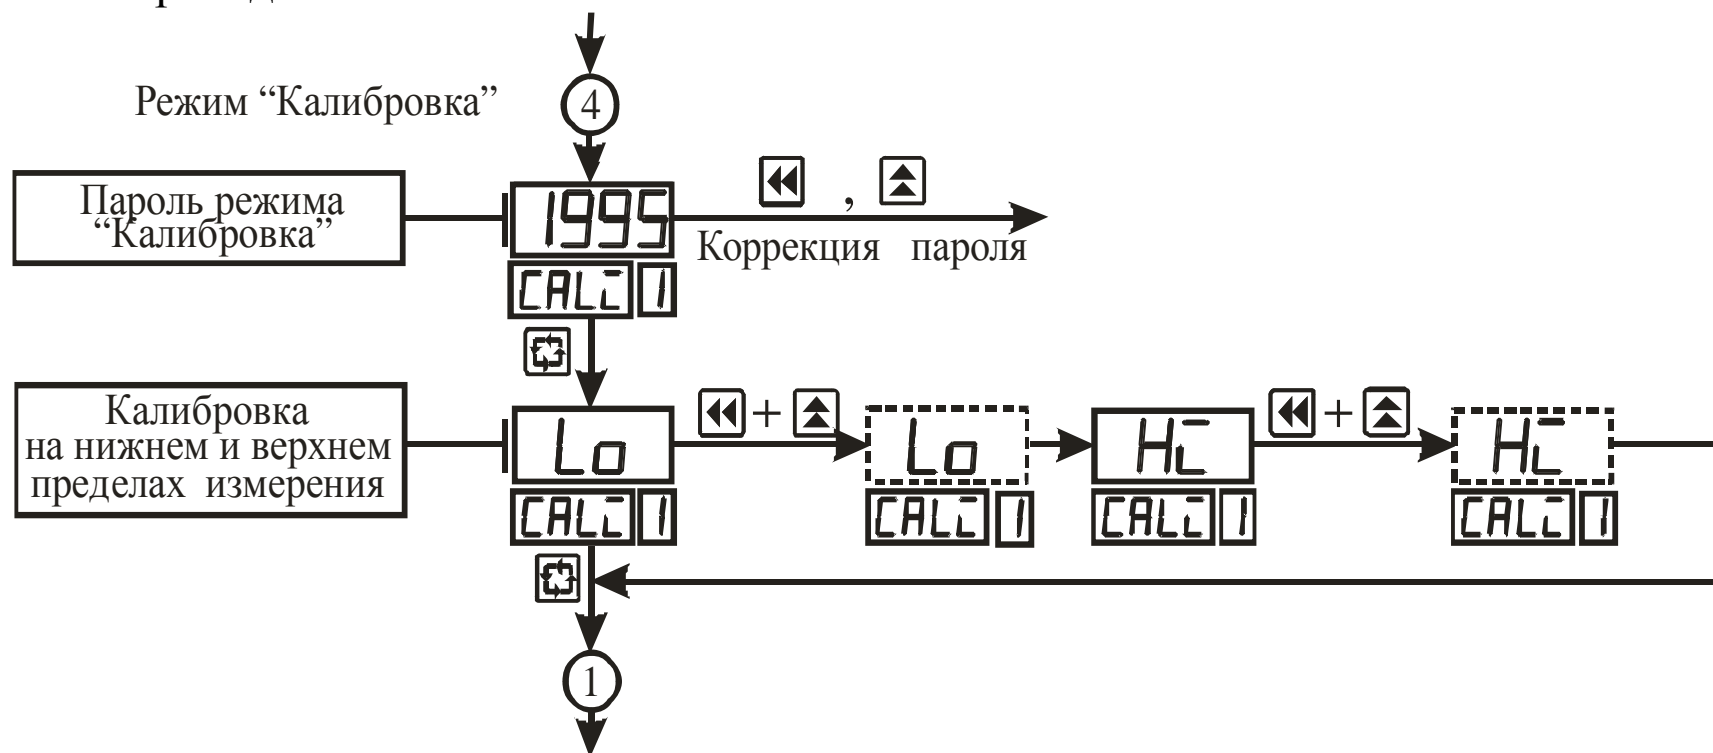 Режим “Калибровка”
4
Пароль режима
“Калибровка”
1995
,
Коррекция пароля
CALi 1
Калибровка
на нижнем и верхнем
пределах измерения
Lo
+
Lo
Hi
+
Hi
CALi 1
CALi 1
CALi 1
CALi 1
1